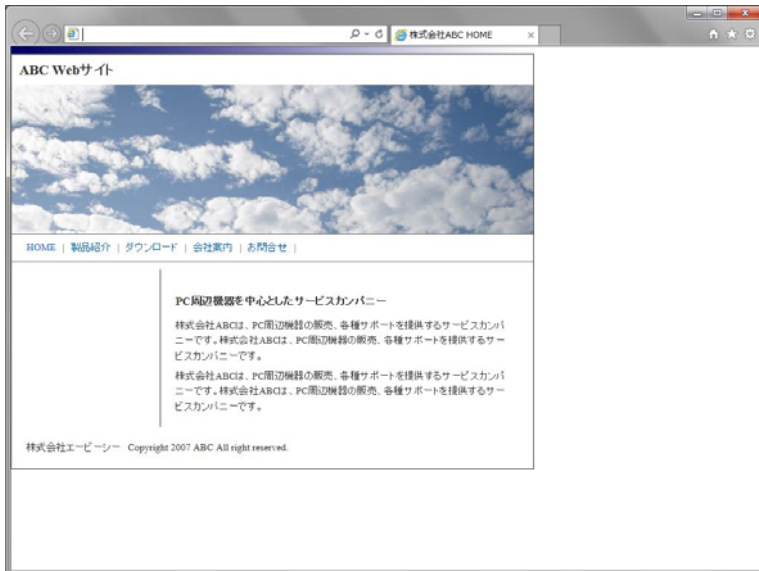 株式会社ABC HOME
ABC Webサイト
HOME | 製品紹介 | ダウンロード | 会社案内 | お問合せ |
PC周辺機器を中心としたサービスカンパニー
株式会社ABCは、PC周辺機器の販売、各種サポートを提供するサービスカンパ
ニーです。株式会社ABCは、PC周辺機器の販売、各種サポートを提供するサー
ビスカンパニーです。
株式会社ABCは、PC周辺機器の販売、各種サポートを提供するサービスカンパ
ニーです。株式会社ABCは、PC周辺機器の販売、各種サポートを提供するサー
ビスカンパニーです。
株式会社エービーシー Copyright 2007 ABC All right reserved.